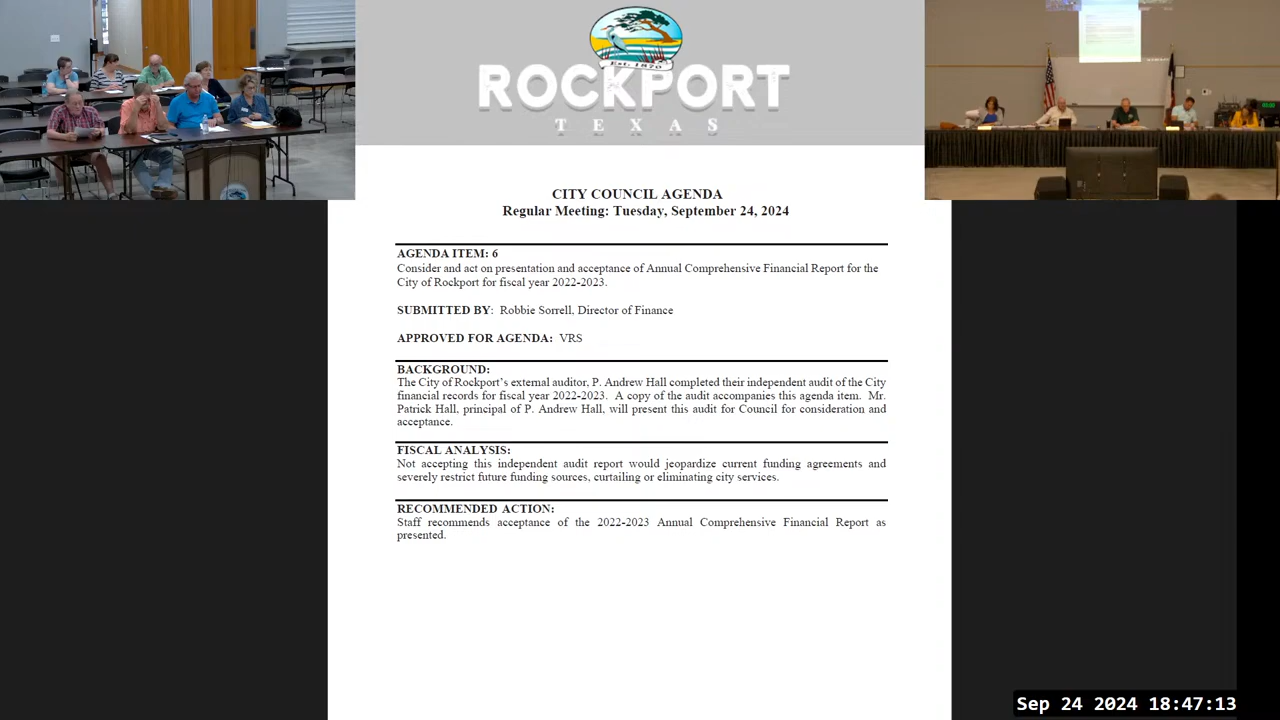 Est. 1870
ROCKPORT
TEXAS
CITY COUNCIL AGENDA
Regular Meeting: Tuesday, September 24, 2024
AGENDA ITEM: 6
Consider and act on presentation and acceptance of Annual Comprehensive Financial Report for the
City of Rockport for fiscal year 2022-2023.
SUBMITTED BY: Robbie Sorrell, Director of Finance
APPROVED FOR AGENDA: VRS
BACKGROUND:
The City of Rockport's external auditor, P. Andrew Hall completed their independent audit of the City
financial records for fiscal year 2022-2023. A copy of the audit accompanies this agenda item. Mr.
Patrick Hall, principal of P. Andrew Hall, will present this audit for Council for consideration and
acceptance.
FISCAL ANALYSIS:
Not accepting this independent audit report would jeopardize current funding agreements and
severely restrict future funding sources, curtailing or eliminating city services.
RECOMMENDED ACTION:
Staff recommends acceptance of the 2022-2023 Annual Comprehensive Financial Report as
presented.
Sep 24 2024 18:47:13